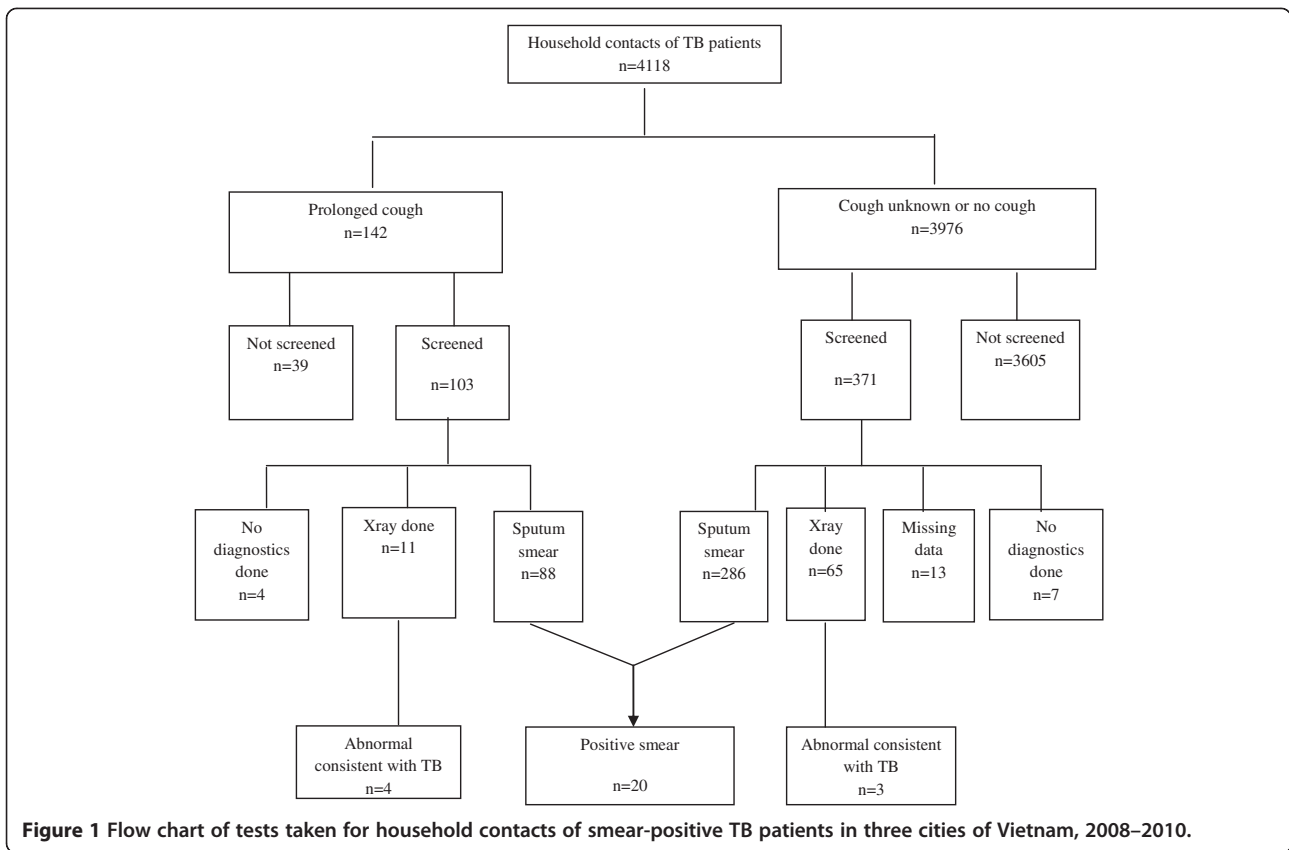 Household contacts of TB patients
n=4118
Prolonged cough
n=142
Cough unknown or no cough
n=3976
Not screened
n=39
Screened
n=103
Screened
n=371
Not screened
n=3605
No
diagnostics
done
n=4
Xray done
n=11
Sputum
smear
n=88
Sputum
smear
n=286
Xray
done
n=65
Missing
data
n=13
No
diagnostics
done
n=7
Abnormal
consistent with TB
n=4
Positive smear
n=20
Abnormal consistent
with TB
n=3
Figure 1 Flow chart of tests taken for household contacts of smear-positive TB patients in three cities of Vietnam, 2008–2010.